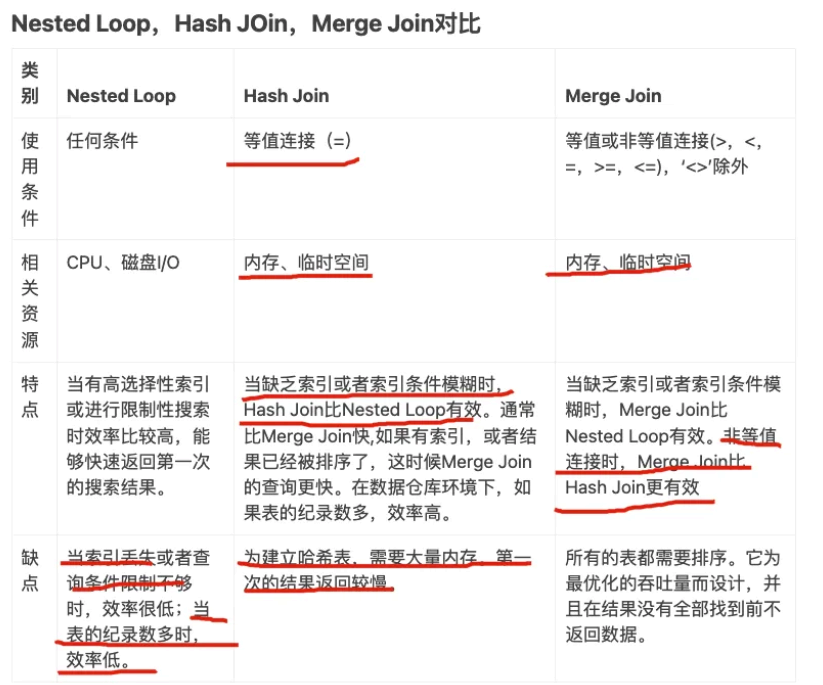 Nested Loop，Hash JOin，Merge Join对比
类
别
Nested Loop
Hash Join
Merge Join
使
用
条
件
任何条件
等值连接（=）
等值或非等值连接(>，<，
=，>=，<=)，‘<>’除外
相
关
资
源
CPU、磁盘I/O
内存、临时空间
内存、临时空间
特
点
当有高选择性索引
或进行限制性搜索
时效率比较高，能
够快速返回第一次
的搜索结果。
当缺乏索引或者索引条件模糊时，
Hash Join比Nested Loop有效。通常
比Merge Join快,如果有索引，或者结
果已经被排序了，这时候Merge Join
的查询更快。在数据仓库环境下，如
果表的纪录数多，效率高。
当缺乏索引或者索引条件模
糊时，Merge Join比
Nested Loop有效。非等值
连接时，Merge Join比
Hash Join更有效
缺
点
当索引丢失或者查
询条件限制不够
时，效率很低；当
表的纪录数多时，
效率低。
为建立哈希表，需要大量内存。第一
次的结果返回较慢
所有的表都需要排序。它为
最优化的吞吐量而设计，并
且在结果没有全部找到前不
返回数据。